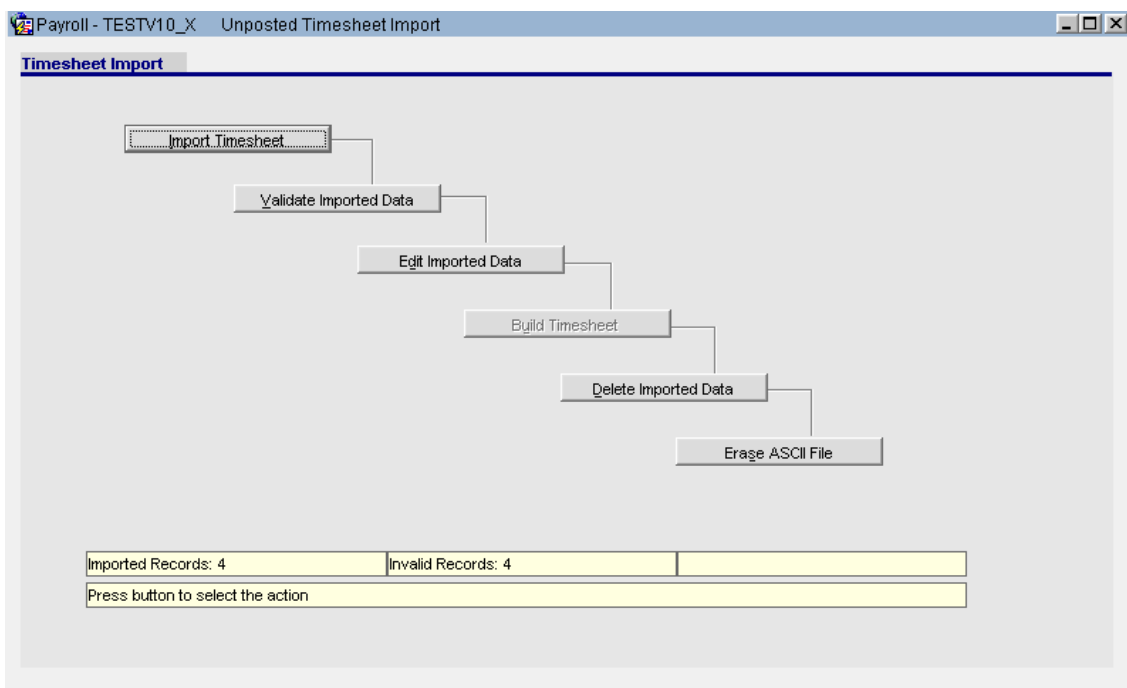 Payroll - TESTV10_X Unposted Timesheet Import
Timesheet Import
Import Timesheet
Validate Imported Data
Edit Imported Data
Build Timesheet
Delete Imported Data
Erase ASCII File
Imported Records: 4 Invalid Records: 4
Press button to select the action